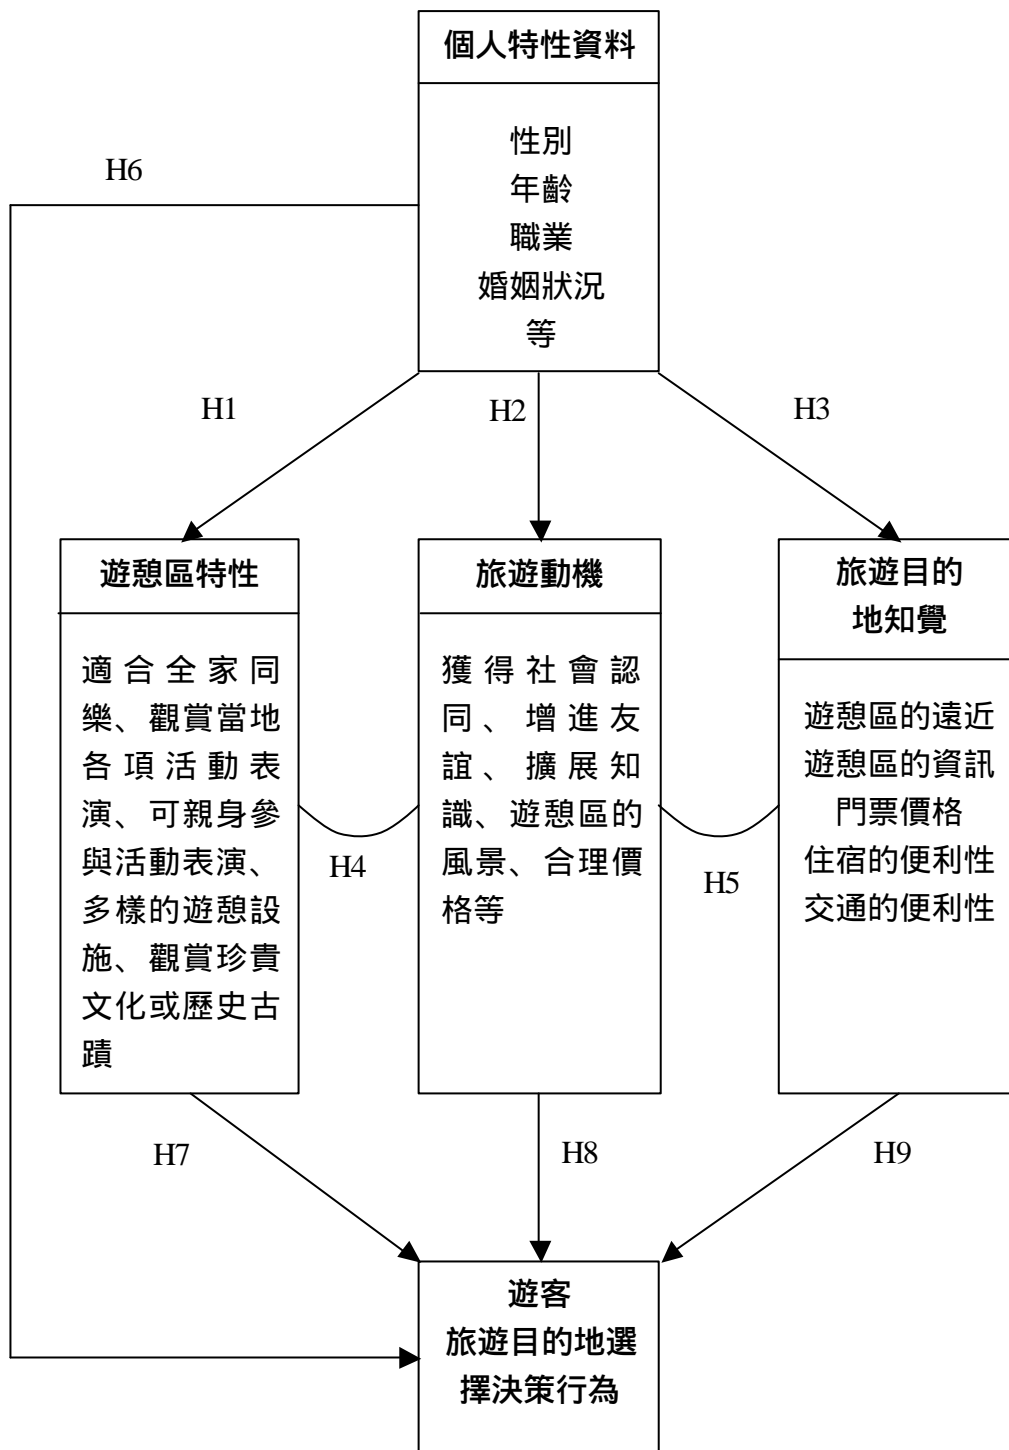 個人特性資料
性別
年齡
職業
婚姻狀況
等
H6
H1
H2
H3
遊憩區特性
適合全家同
樂、觀賞當地
各項活動表
演、可親身參
與活動表演、
多樣的遊憩設
施、觀賞珍貴
文化或歷史古
蹟
旅遊動機
獲得社會認
同、增進友
誼、擴展知
識、遊憩區的
風景、合理價
格等
旅遊目的
地知覺
遊憩區的遠近
遊憩區的資訊
門票價格
住宿的便利性
交通的便利性
H4
H5
H7
H8
H9
遊客
旅遊目的地選
擇決策行為